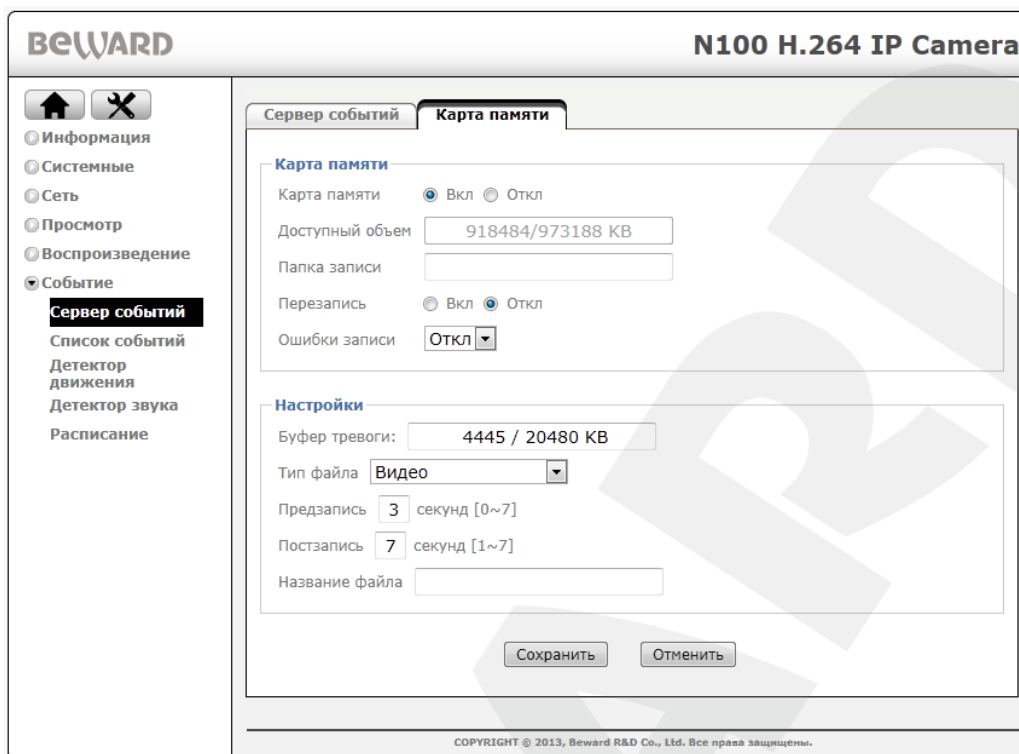 BEWARD
N100 H.264 IP Camera
Информация
Системные
Сеть
Просмотр
Воспроизведение
Событие
Сервер событий
Список событий
Детектор
движения
Детектор звука
Расписание
Сервер событий Карта памяти
Карта памяти
Карта памяти Вкл Откл
Доступный объем 918484/973188 KB
Папка записи
Перезапись Вкл Откл
Ошибки записи Откл
Настройки
Буфер тревоги: 4445 / 20480 KB
Тип файла Видео
Предзапись 3 секунд [0~7]
Постзапись 7 секунд [1~7]
Название файла
Сохранить Отменить
COPYRIGHT © 2013, Beward R&D Co., Ltd. Все права защищены.